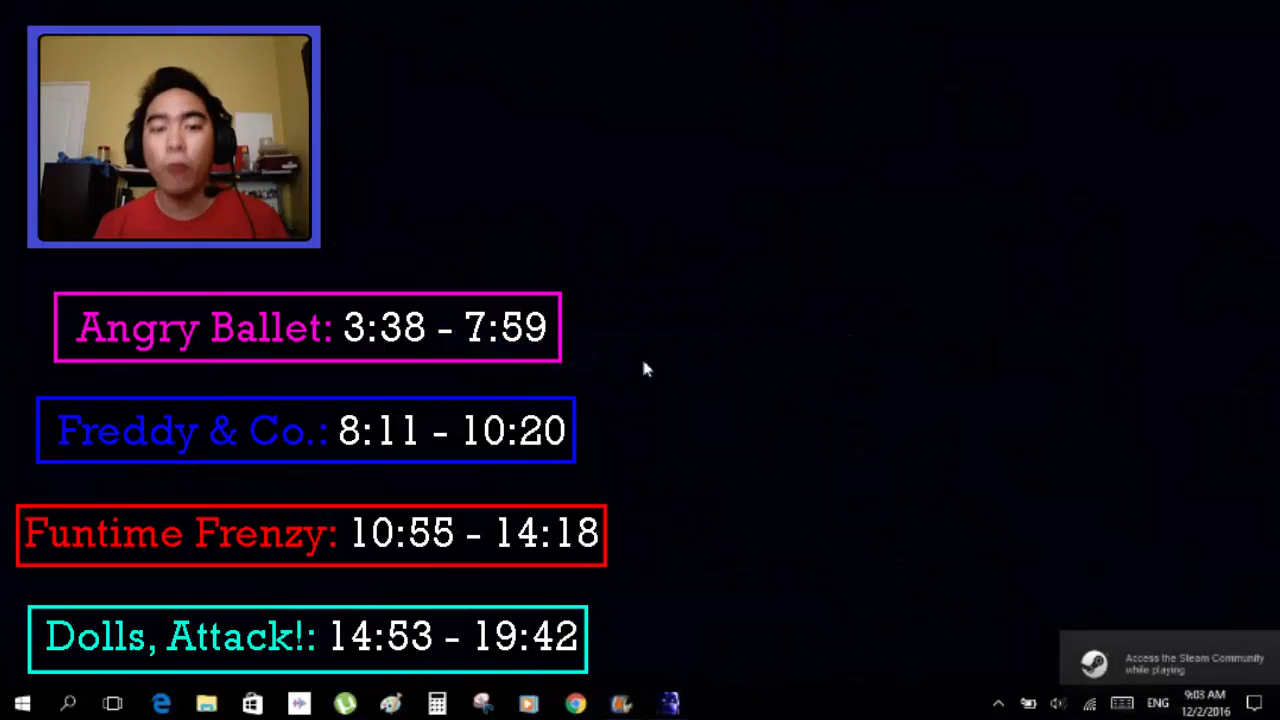 Angry Ballet: 3:38 - 7:59
Freddy & Co.: 8:11 - 10:20
Funtime Frenzy: 10:55 - 14:18
Dolls, Attack!: 14:53 - 19:42
Access the Steam Community
while playing
ENG
9:03 AM
12/2/2016